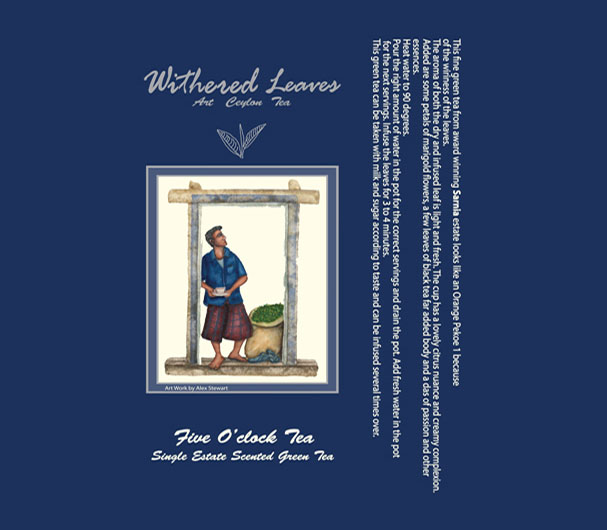 Withered Leaves
Art Ceylon Tea
Art Work by Alex Stewart
Five O'clock Tea
Single Estate Scented Green Tea
This fine green tea from award winning Sarnia estate looks like an Orange Pekoe 1 because
of the wirіness of the leaves.
The aroma of both the dry and infused leaf is light and fresh. The cup has a lovely citrus nuance and creamy complexion.
Added are some petals of marigold flowers, a few leaves of black tea far added body and a das of passion and other
essences.
Heat water to 90 degrees.
Pour the right amount of water in the pot for the correct servings and drain the pot. Add fresh water in the pot
for the next servings. Infuse the leaves for 3 to 4 minutes.
This green tea can be taken with milk and sugar according to taste and can be infused several times over.